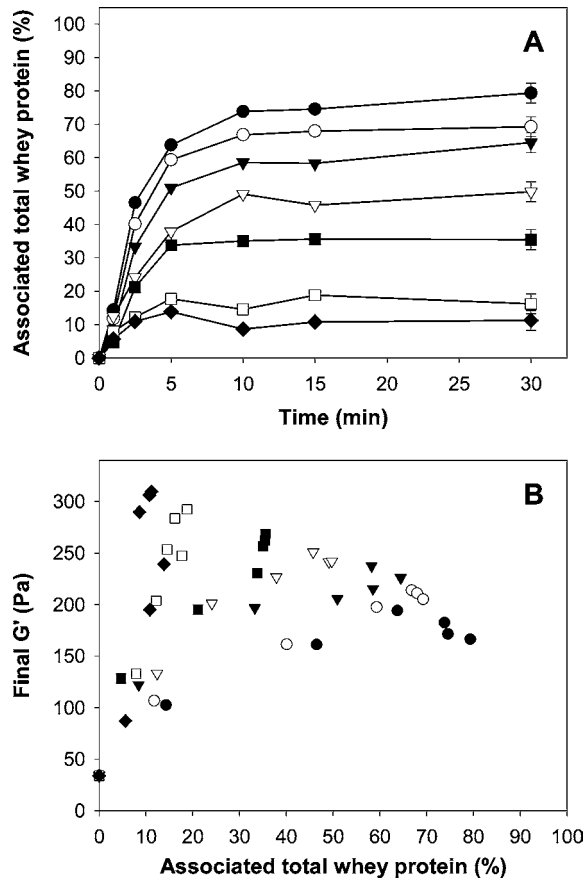 A
Associated total whey protein (%)
100
90
80
70
60
50
40
30
20
10
0
0 5 10 15 20 25 30
Time (min)
B
Final G' (Pa)
300
250
200
150
100
50
0
0 10 20 30 40 50 60 70 80 90 100
Associated total whey protein (%)